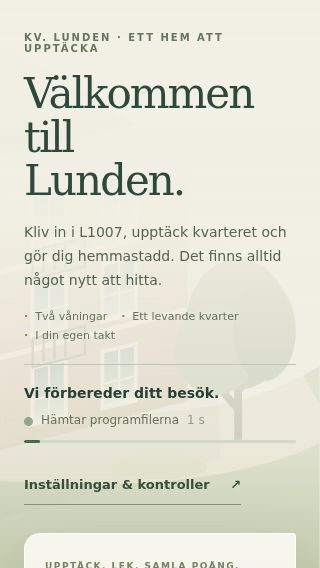 KV. LUNDEN · ETT HEM ATT
UPPTÄCKA
Välkommen
till
Lunden.
Kliv in i L1007, upptäck kvarteret och
gör dig hemmastadd. Det finns alltid
något nytt att hitta.
· Två våningar · Ett levande kvarter
· I din egen takt
Vi förbereder ditt besök.
Hämtar programfilerna 1 s
Inställningar & kontroller ↗
UPPTÄCK. LEK. SAMLA POÄNG.